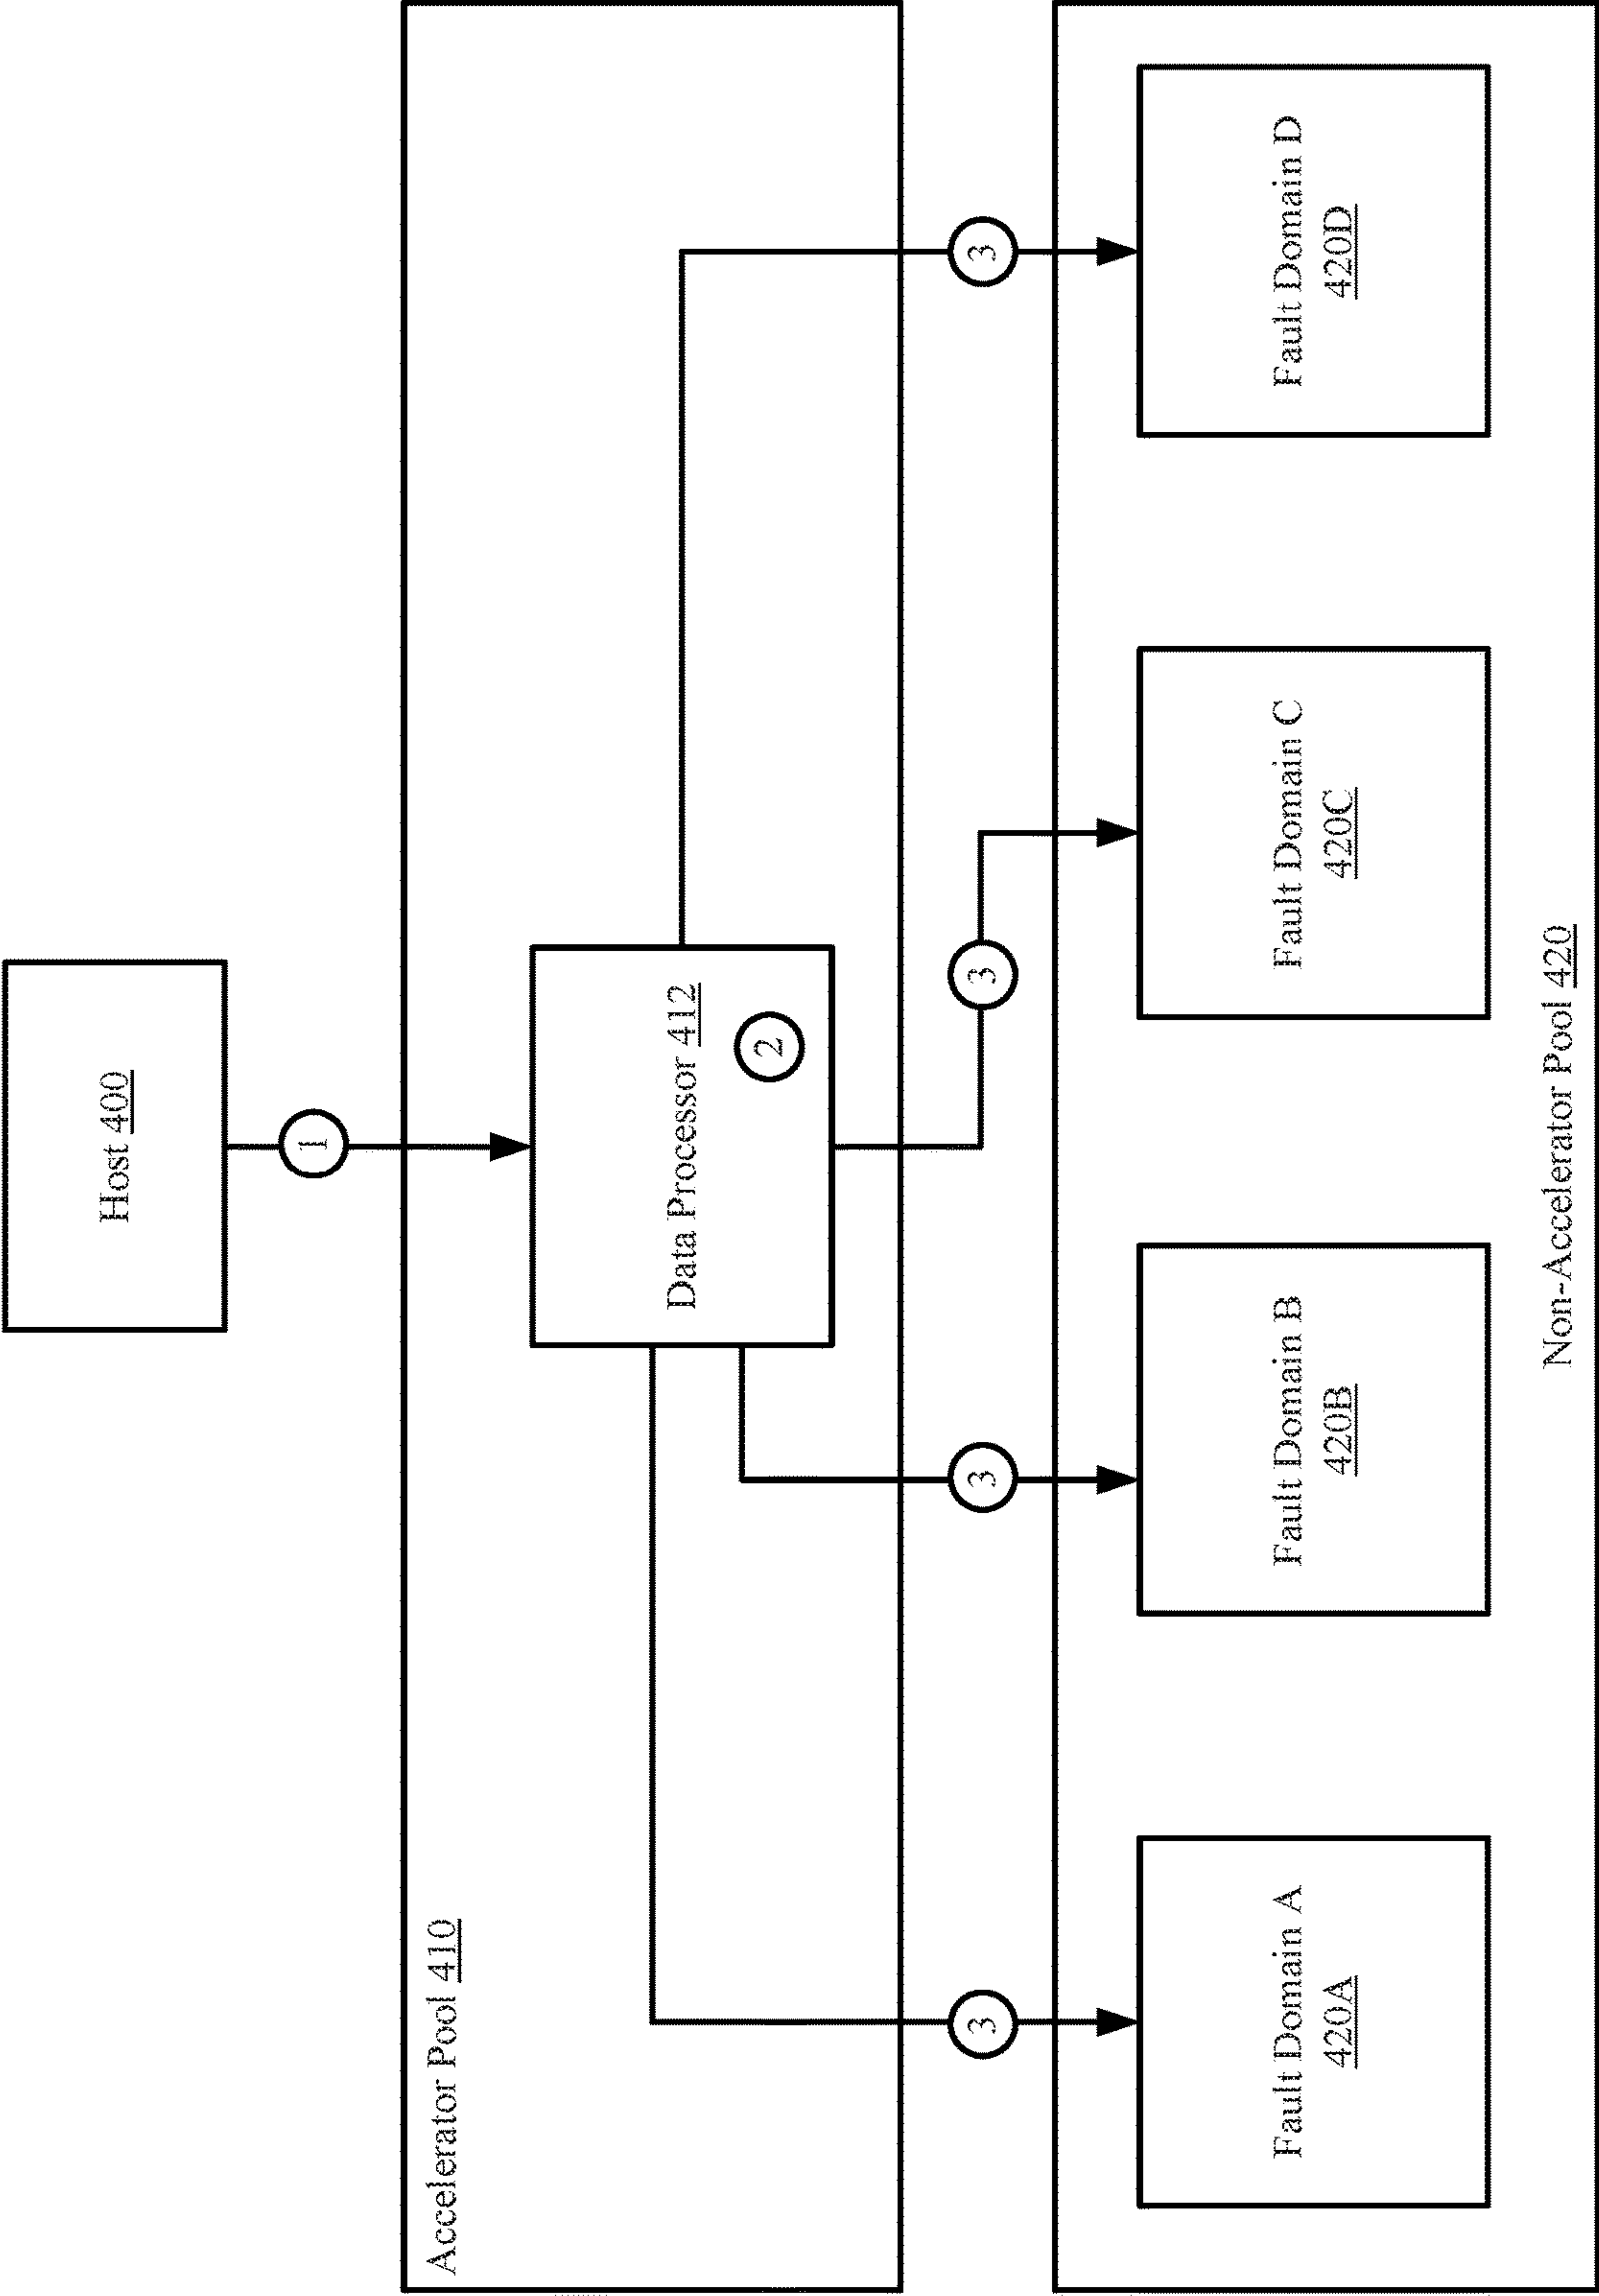 Host 400
1
Accelerator Pool 410
Data Processor 412
2
3
3
3
3
Fault Domain A
420A
Fault Domain B
420B
Fault Domain C
420C
Fault Domain D
420D
Non-Accelerator Pool 420